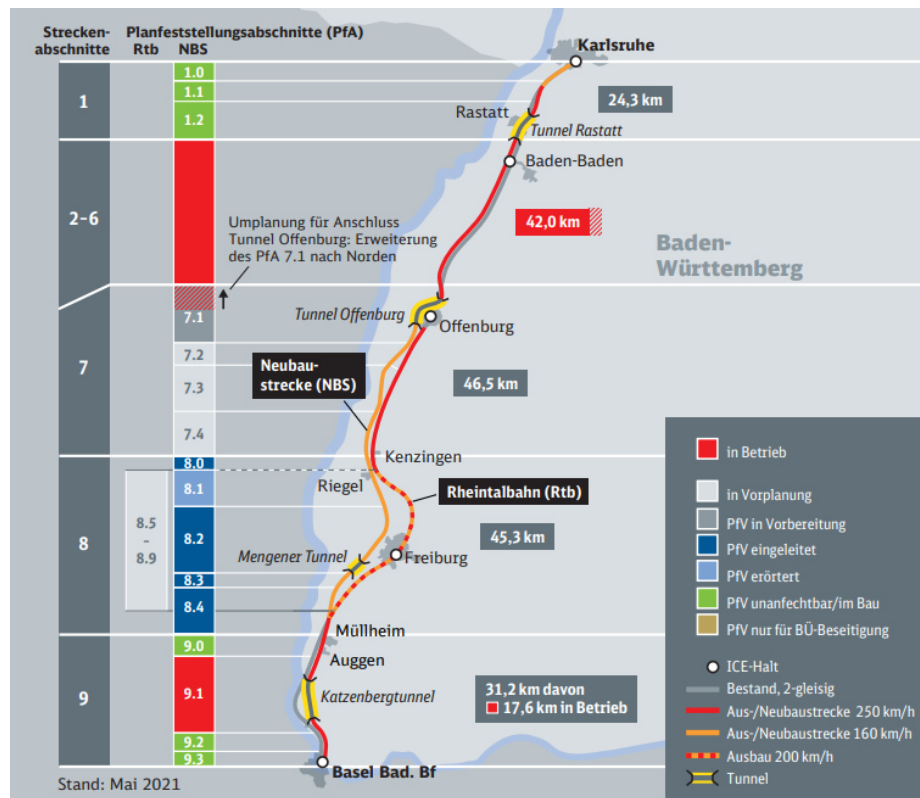 Strecken-
abschnitte
Planfeststellungsabschnitte (PfA)
Rtb
NBS
1
1.0
1.1
1.2
2–6
7
7.1
7.2
7.3
7.4
8
8.5
–
8.9
8.0
8.1
8.2
8.3
8.4
9
9.0
9.1
9.2
9.3
Umplanung für Anschluss
Tunnel Offenburg: Erweiterung
des PfA 7.1 nach Norden
Karlsruhe
24,3 km
Rastatt
Tunnel Rastatt
Baden-Baden
42,0 km
Baden-
Württemberg
Tunnel Offenburg
Offenburg
Neubau-
strecke (NBS)
46,5 km
Kenzingen
Riegel
Rheintalbahn (Rtb)
45,3 km
Mengener Tunnel
Freiburg
Müllheim
Auggen
Katzenbergtunnel
31,2 km davon
17,6 km in Betrieb
Basel Bad. Bf
Stand: Mai 2021
in Betrieb
in Vorplanung
PfV in Vorbereitung
PfV eingeleitet
PfV erörtert
PfV unanfechtbar/im Bau
PfV nur für BÜ-Beseitigung
ICE-Halt
Bestand, 2-gleisig
Aus-/Neubaustrecke 250 km/h
Aus-/Neubaustrecke 160 km/h
Ausbau 200 km/h
Tunnel